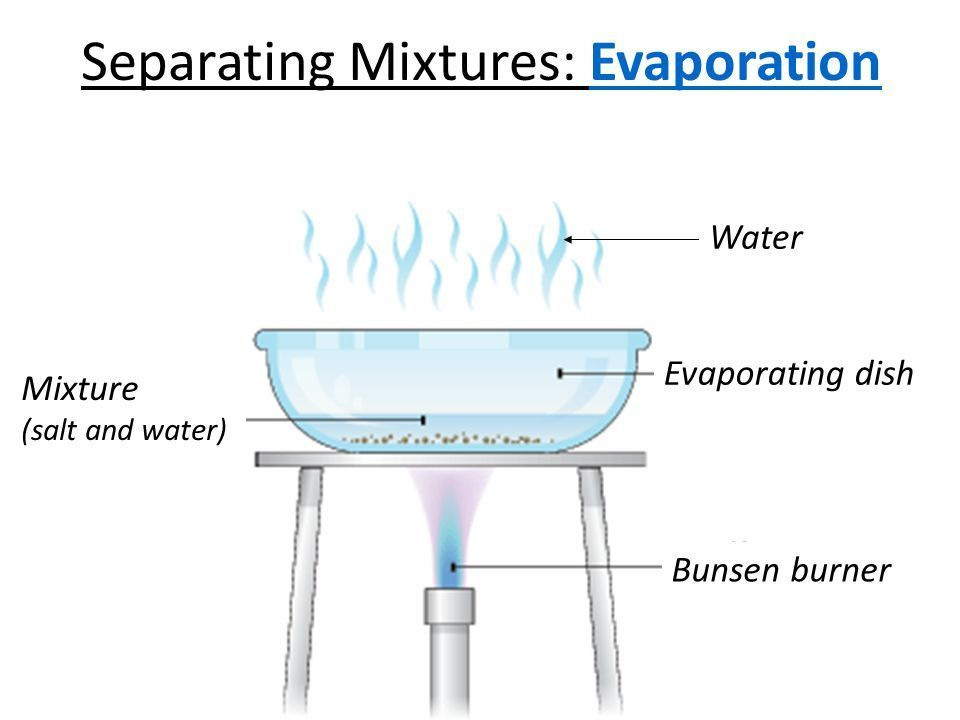 Separating Mixtures: Evaporation
Water
Evaporating dish
Mixture
(salt and water)
Bunsen burner